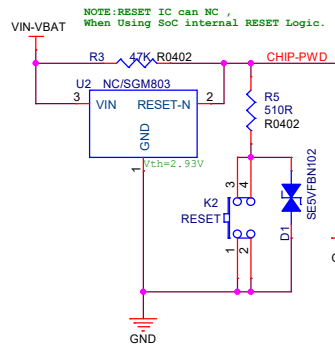 NOTE:RESET IC can NC ,
When Using SoC internal RESET Logic.
VIN-VBAT
R3 47K R0402
CHIP-PWD
U2 NC/SGM803
3 VIN RESET-N 2
GND
1
Vth=2.93V
R5
510R
R0402
3 4
K2
RESET
1 2
D1
SE5VFBN102
GND